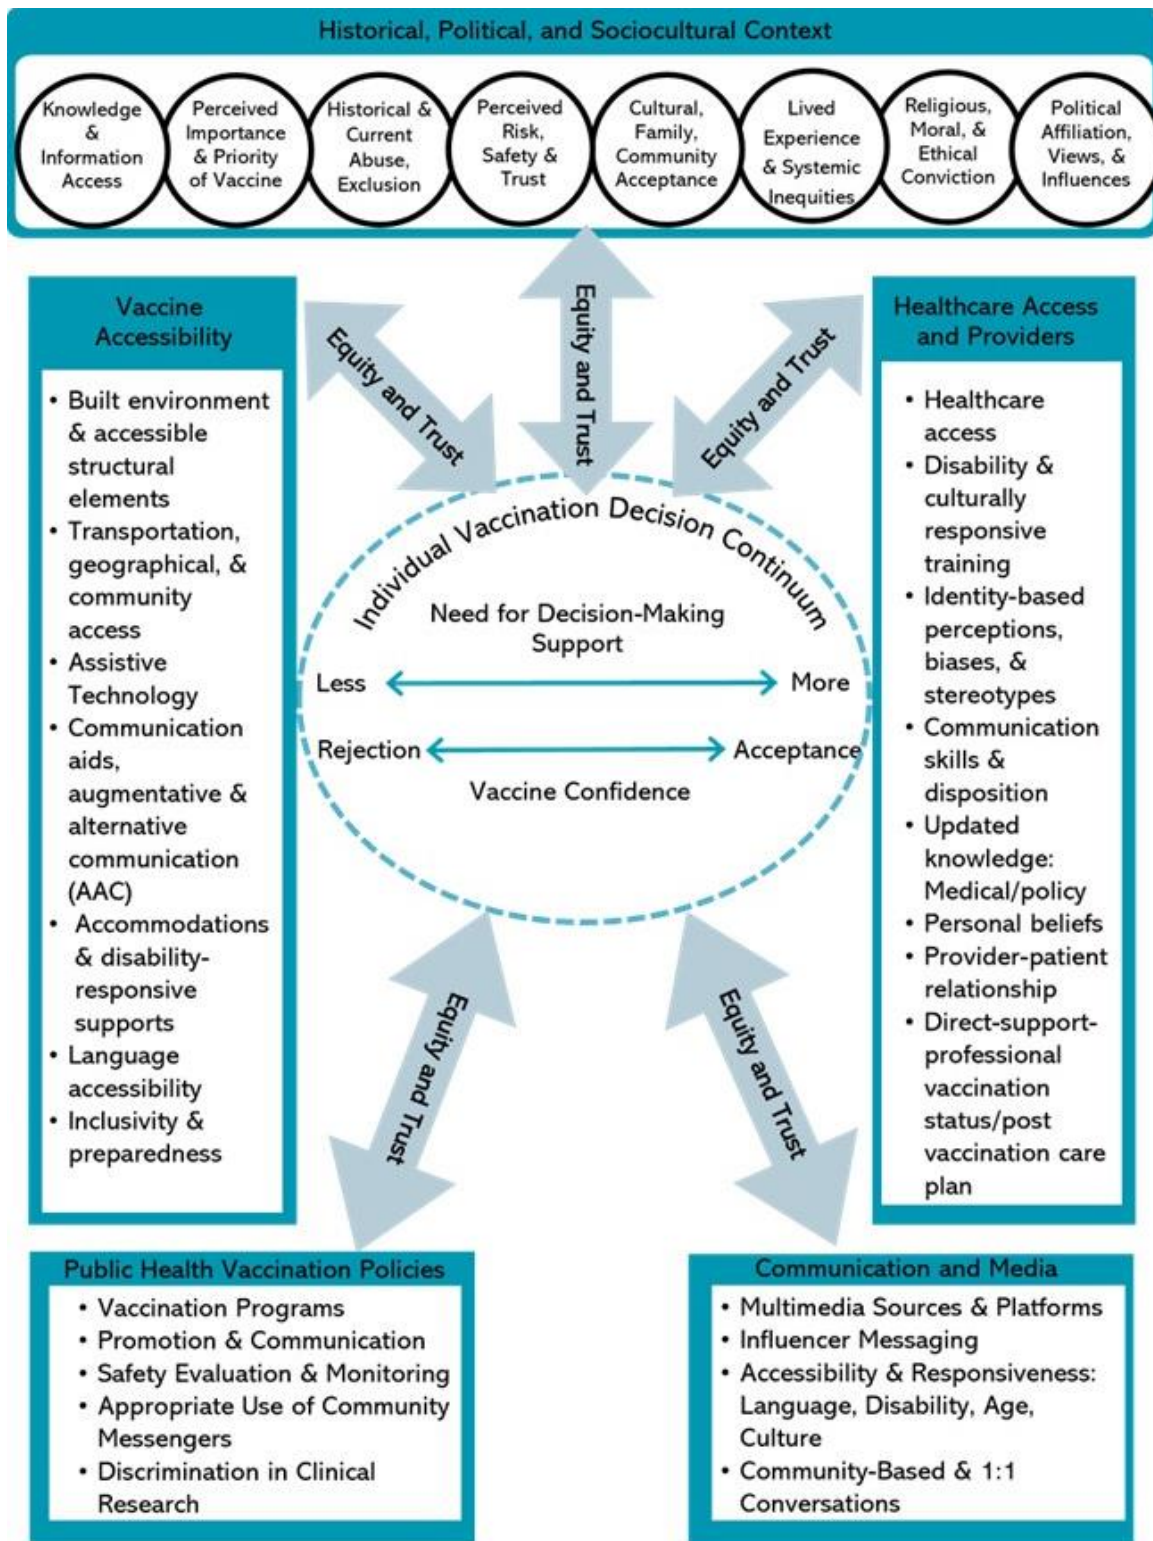 Historical, Political, and Sociocultural Context
Knowledge
&
Information
Access
Perceived
Importance
& Priority
of Vaccine
Historical &
Current
Abuse,
Exclusion
Perceived
Risk,
Safety &
Trust
Cultural,
Family,
Community
Acceptance
Lived
Experience
& Systemic
Inequities
Religious,
Moral, &
Ethical
Conviction
Political
Affiliation,
Views, &
Influences
Vaccine
Accessibility
• Built environment
& accessible
structural
elements
• Transportation,
geographical, &
community
access
• Assistive
Technology
• Communication
aids,
augmentative &
alternative
communication
(AAC)
• Accommodations
& disability-
responsive
supports
• Language
accessibility
• Inclusivity &
preparedness
Equity and Trust
Equity and Trust
Equity and Trust
Individual Vaccination Decision Continuum
Need for Decision-Making
Support
Less
More
Rejection
Acceptance
Vaccine Confidence
Equity and Trust
Equity and Trust
Healthcare Access
and Providers
• Healthcare
access
• Disability &
culturally
responsive
training
• Identity-based
perceptions,
biases, &
stereotypes
• Communication
skills &
disposition
• Updated
knowledge:
Medical/policy
• Personal beliefs
• Provider-patient
relationship
• Direct-support-
professional
vaccination
status/post
vaccination care
plan
Public Health Vaccination Policies
• Vaccination Programs
• Promotion & Communication
• Safety Evaluation & Monitoring
• Appropriate Use of Community
Messengers
• Discrimination in Clinical
Research
Communication and Media
• Multimedia Sources & Platforms
• Influencer Messaging
• Accessibility & Responsiveness:
Language, Disability, Age,
Culture
• Community-Based & 1:1
Conversations